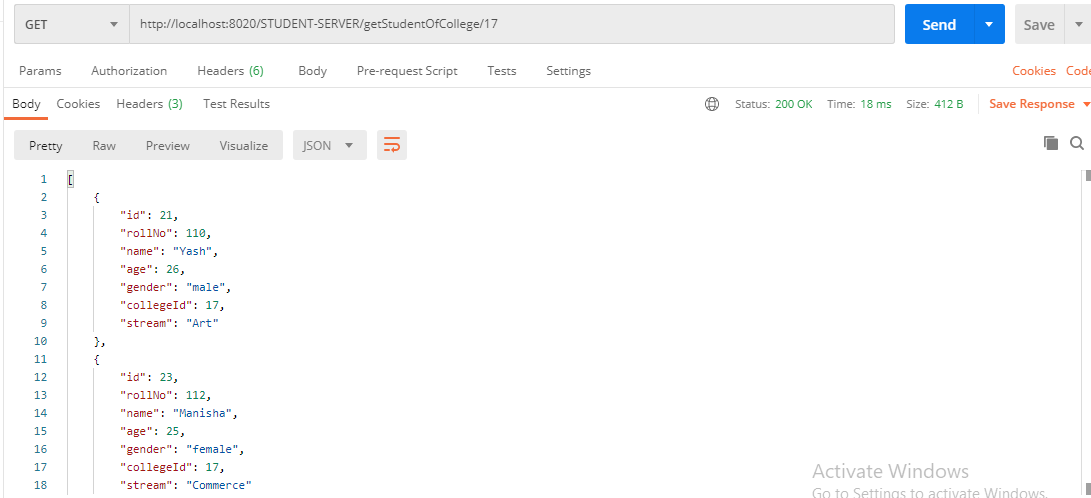 GET http://localhost:8020/STUDENT-SERVER/getStudentOfCollege/17 Send Save
Params Authorization Headers (6) Body Pre-request Script Tests Settings Cookies Code
Body Cookies Headers (3) Test Results Status: 200 OK Time: 18 ms Size: 412 B Save Response
Pretty Raw Preview Visualize JSON
1 [
2 {
3 "id": 21,
4 "rollNo": 110,
5 "name": "Yash",
6 "age": 26,
7 "gender": "male",
8 "collegeId": 17,
9 "stream": "Art"
10 },
11 {
12 "id": 23,
13 "rollNo": 112,
14 "name": "Manisha",
15 "age": 25,
16 "gender": "female",
17 "collegeId": 17,
18 "stream": "Commerce"
Activate Windows
Go to Settings to activate Windows.